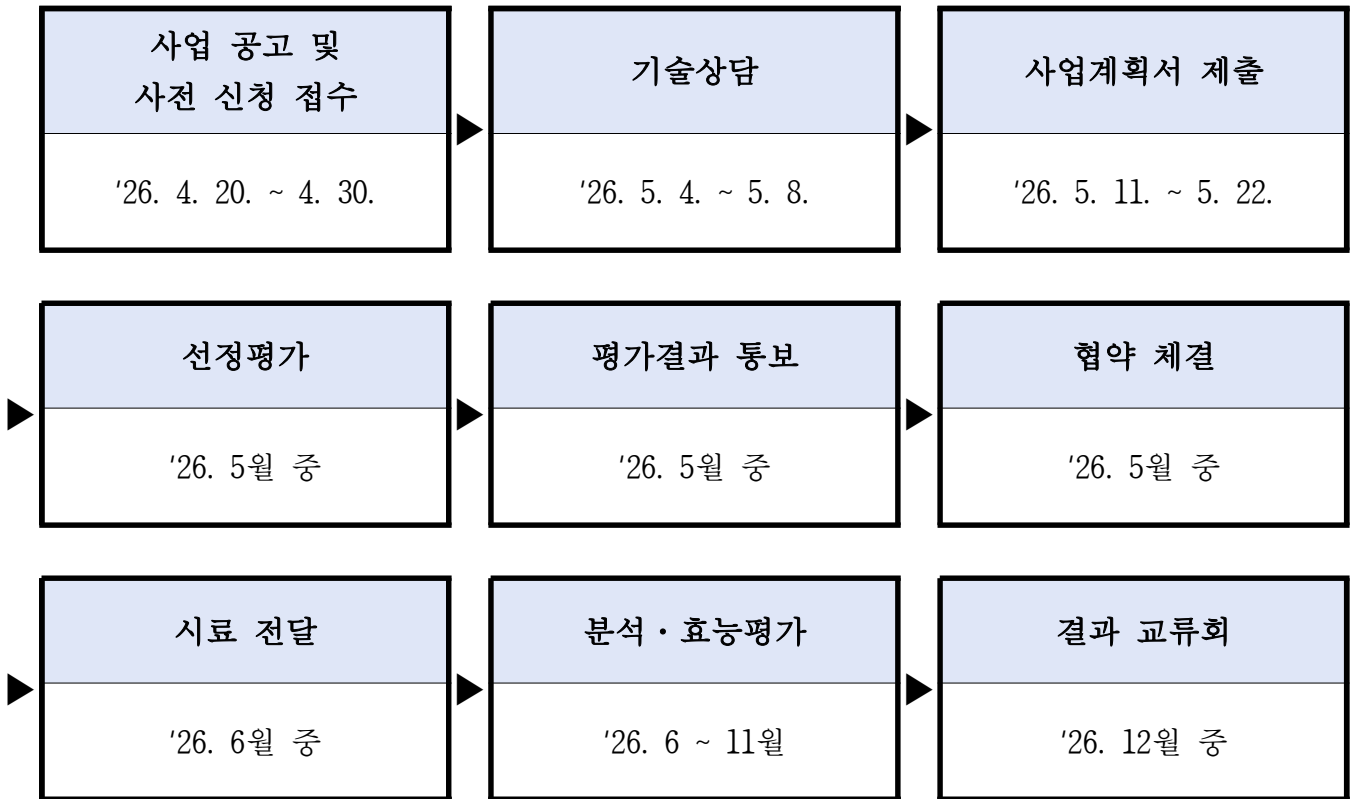 사업 공고 및
사전 신청 접수
기술상담
사업계획서 제출
'26. 4. 20. ~ 4. 30.
'26. 5. 4. ~ 5. 8.
'26. 5. 11. ~ 5. 22.
선정평가
평가결과 통보
협약 체결
'26. 5월 중
'26. 5월 중
'26. 5월 중
시료 전달
분석·효능평가
결과 교류회
'26. 6월 중
'26. 6 ~ 11월
'26. 12월 중